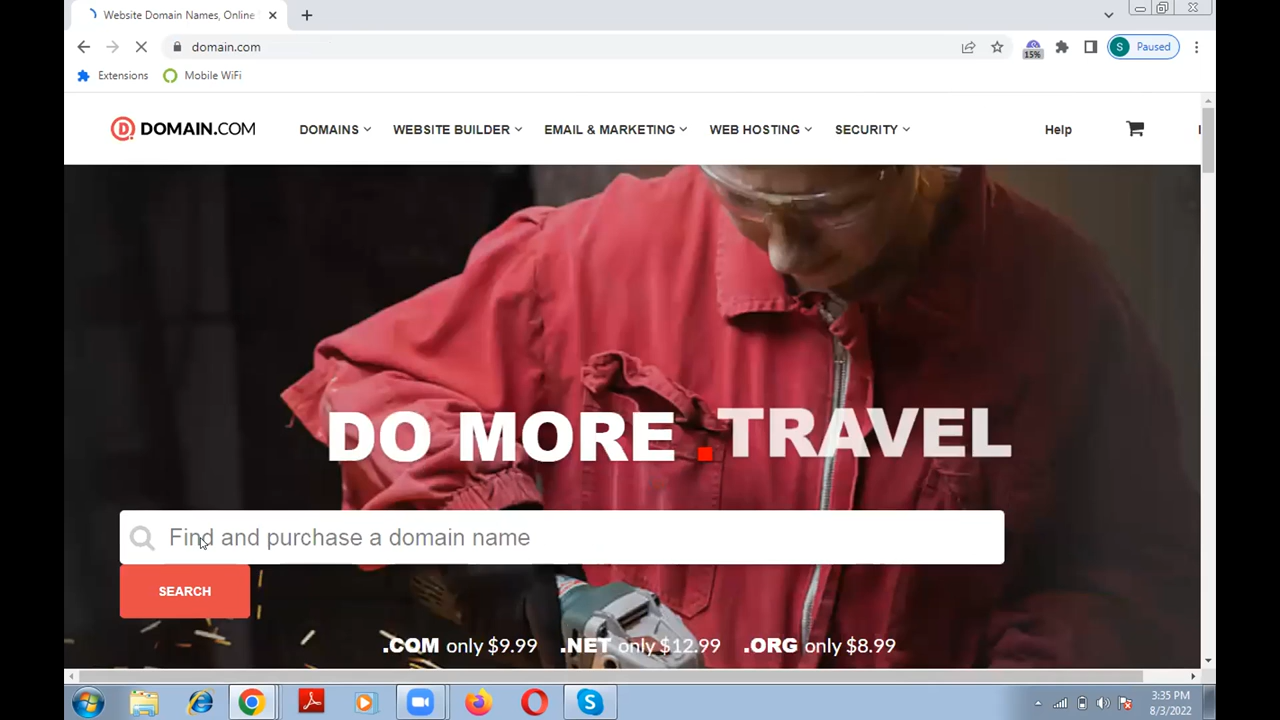 Website Domain Names, Online
domain.com
15%
S Paused
Extensions Mobile WiFi
DOMAIN.COM DOMAINS WEBSITE BUILDER EMAIL & MARKETING WEB HOSTING SECURITY Help
DO MORE . TRAVEL
Find and purchase a domain name
SEARCH
.COM only $9.99 .NET only $12.99 .ORG only $8.99
3:35 PM
8/3/2022